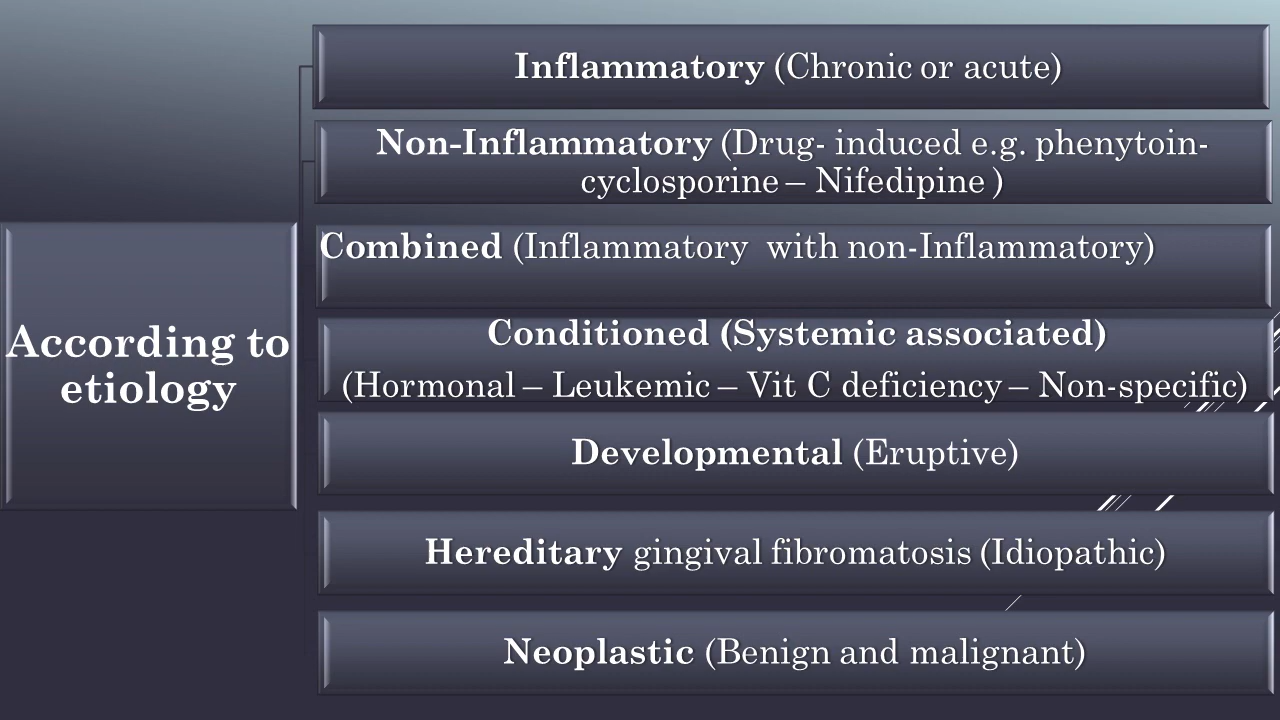 According to
etiology
Inflammatory (Chronic or acute)
Non-Inflammatory (Drug- induced e.g. phenytoin-
cyclosporine – Nifedipine )
Combined (Inflammatory  with non-Inflammatory)
Conditioned (Systemic associated)
(Hormonal – Leukemic – Vit C deficiency – Non-specific)
Developmental (Eruptive)
Hereditary gingival fibromatosis (Idiopathic)
Neoplastic (Benign and malignant)